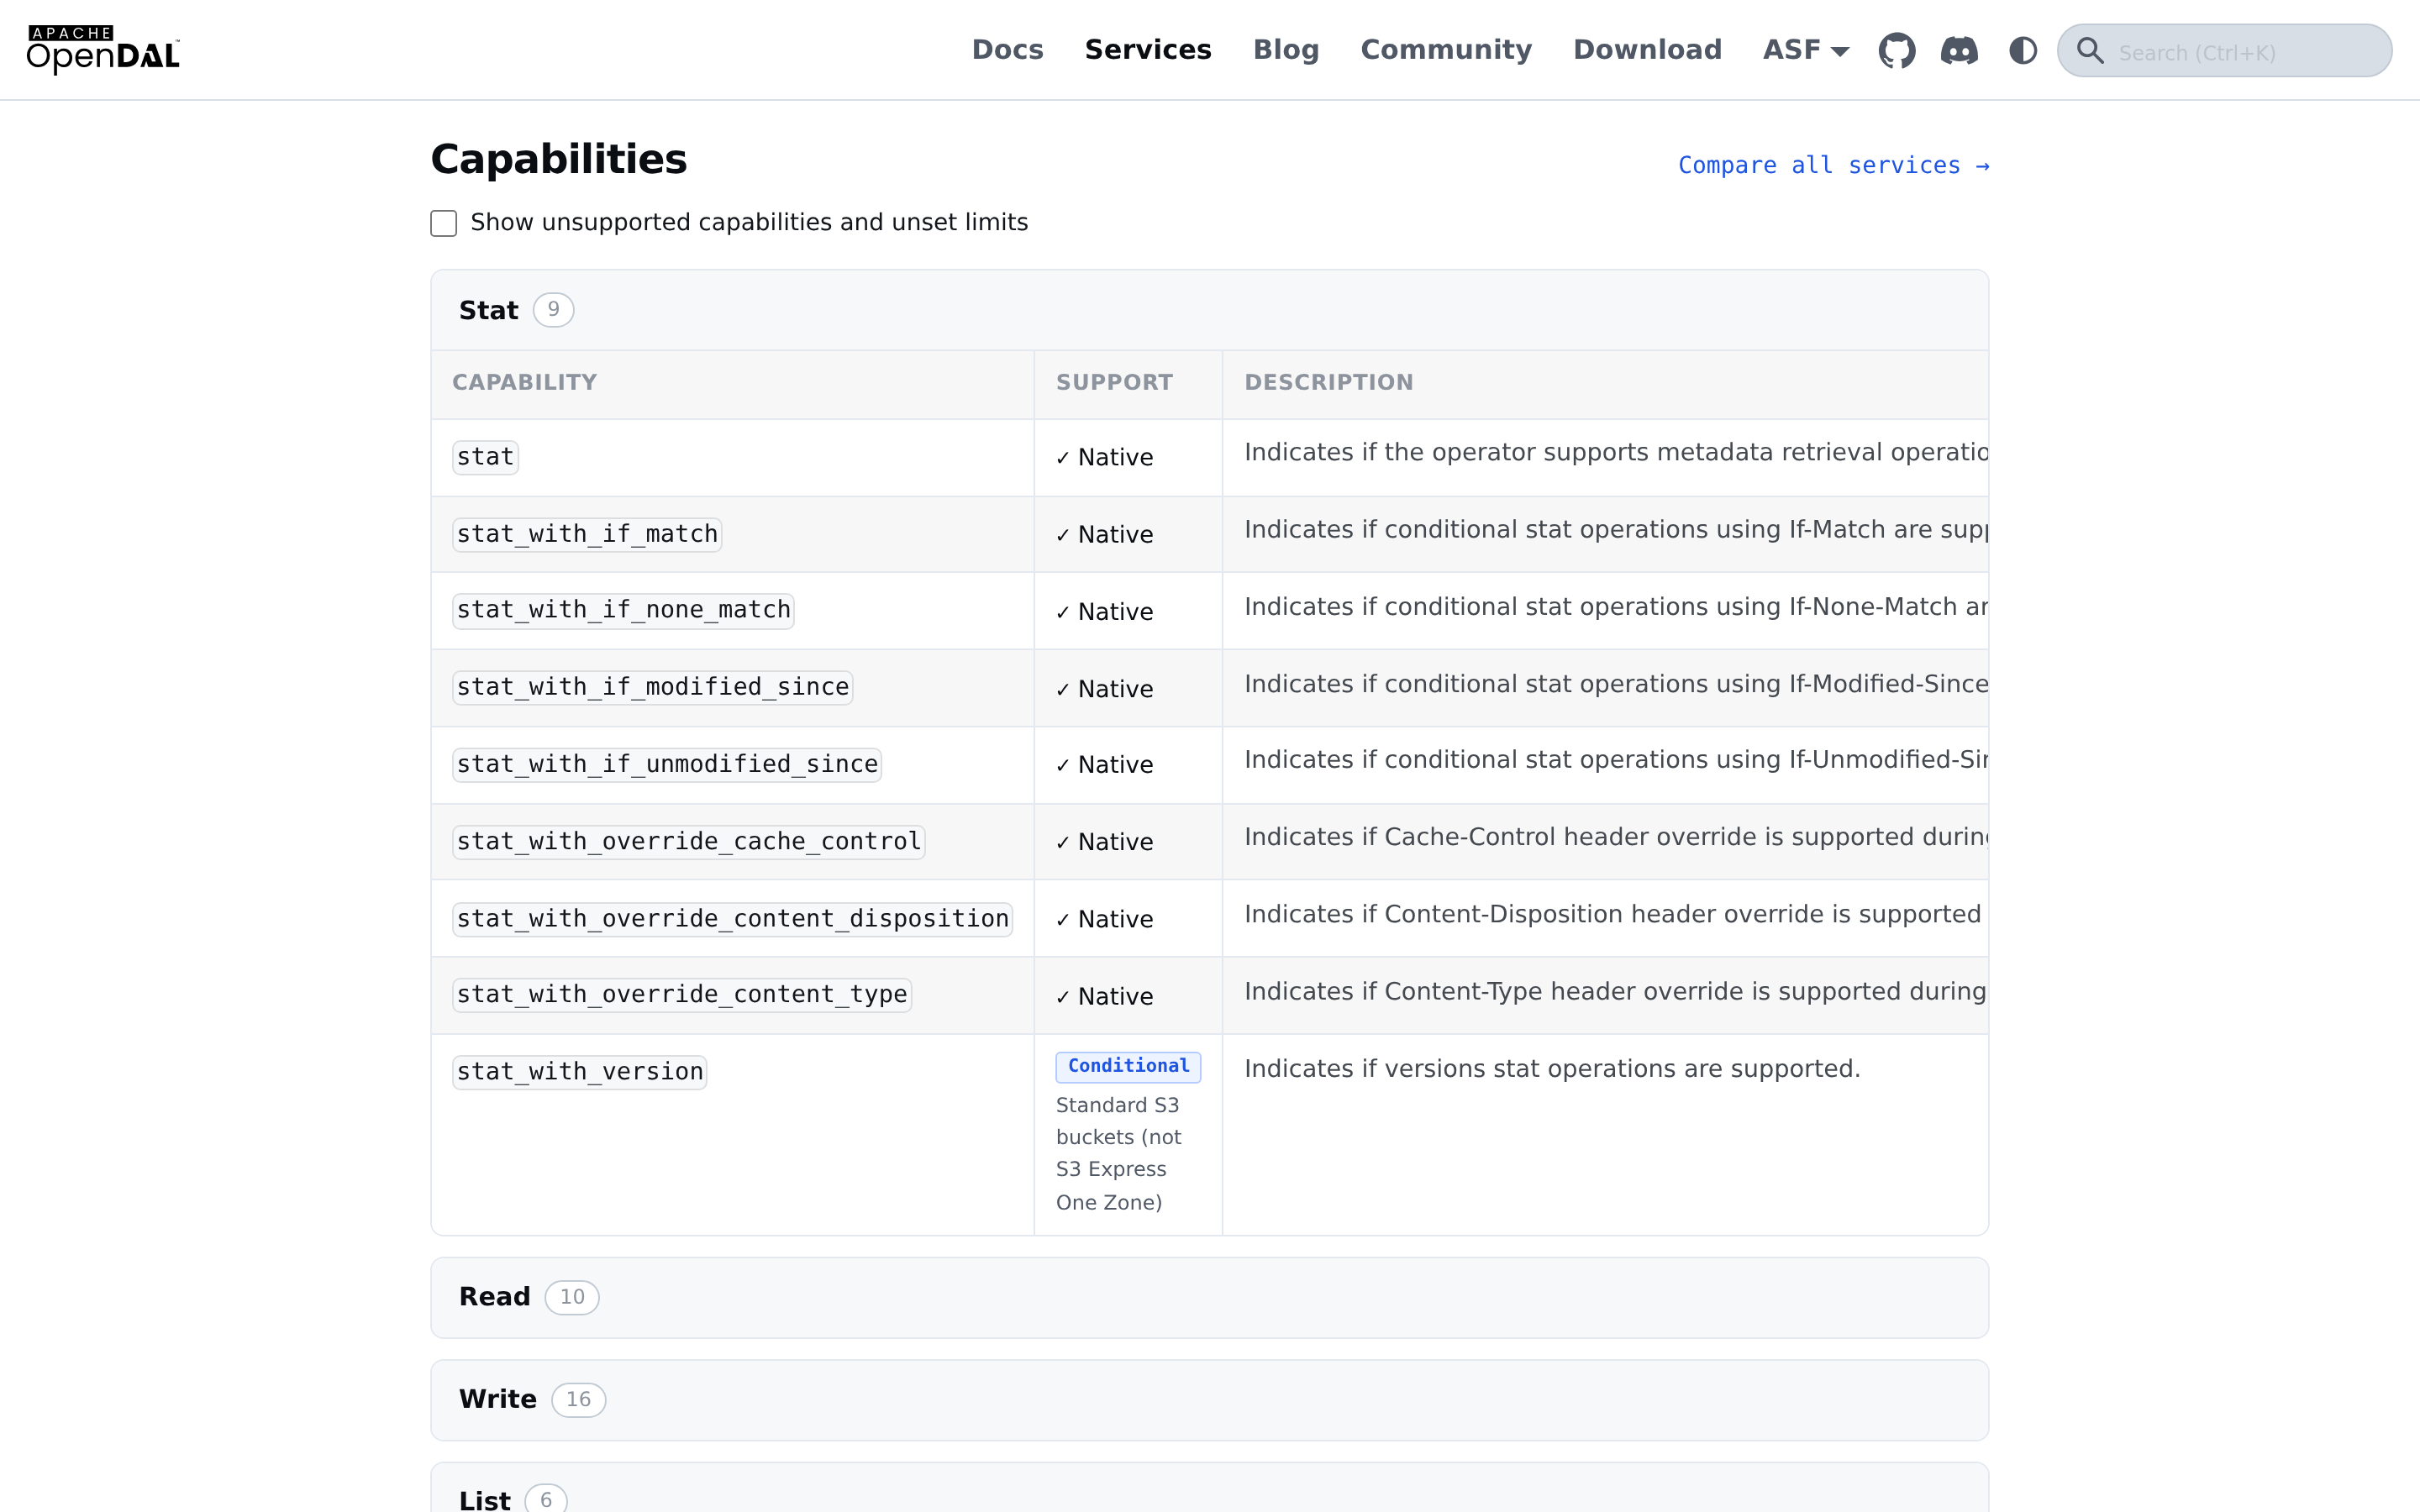 APACHE
OpenDAL™
Docs Services Blog Community Download ASF Search (Ctrl+K)
Capabilities
Compare all services →
Show unsupported capabilities and unset limits
Stat 9
CAPABILITY SUPPORT DESCRIPTION
stat ✓ Native Indicates if the operator supports metadata retrieval operatio
stat_with_if_match ✓ Native Indicates if conditional stat operations using If-Match are supp
stat_with_if_none_match ✓ Native Indicates if conditional stat operations using If-None-Match ar
stat_with_if_modified_since ✓ Native Indicates if conditional stat operations using If-Modified-Since
stat_with_if_unmodified_since ✓ Native Indicates if conditional stat operations using If-Unmodified-Sin
stat_with_override_cache_control ✓ Native Indicates if Cache-Control header override is supported during
stat_with_override_content_disposition ✓ Native Indicates if Content-Disposition header override is supported
stat_with_override_content_type ✓ Native Indicates if Content-Type header override is supported during
stat_with_version Conditional Indicates if versions stat operations are supported.
Standard S3
buckets (not
S3 Express
One Zone)
Read 10
Write 16
List 6